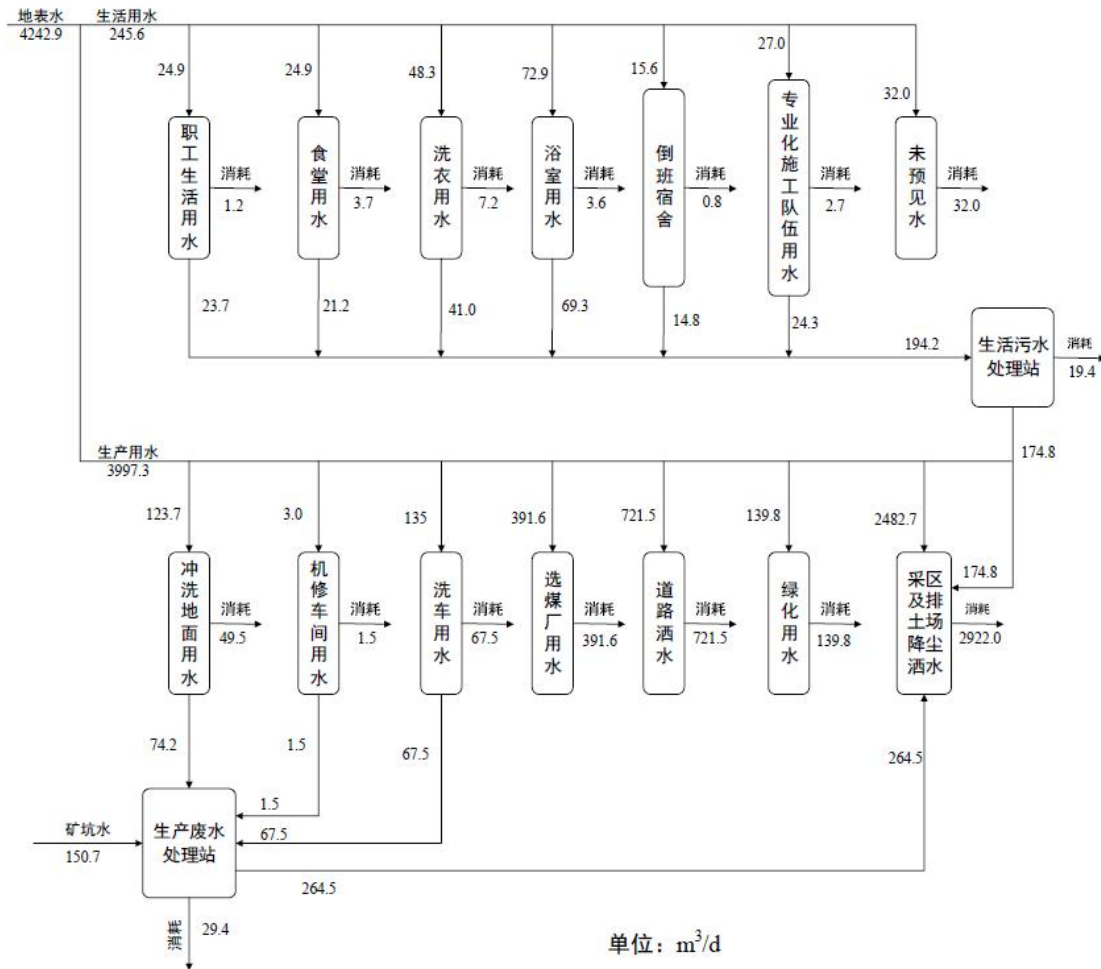 地表水
4242.9
生活用水
245.6
24.9
24.9
48.3
72.9
15.6
27.0
32.0
职工生活用水
消耗
1.2
食堂用水
消耗
3.7
洗衣用水
消耗
7.2
浴室用水
消耗
3.6
倒班宿舍
消耗
0.8
专业化施工队伍用水
消耗
2.7
未预见水
消耗
32.0
23.7
21.2
41.0
69.3
14.8
24.3
194.2
生活污水
处理站
消耗
19.4
174.8
生产用水
3997.3
123.7
3.0
135
391.6
721.5
139.8
2482.7
174.8
冲洗地面用水
消耗
49.5
机修车间用水
消耗
1.5
洗车用水
消耗
67.5
选煤厂用水
消耗
391.6
道路洒水
消耗
721.5
绿化用水
消耗
139.8
采区
及排
土场
降尘
洒水
消耗
2922.0
74.2
1.5
67.5
264.5
矿坑水
150.7
生产废水
处理站
1.5
67.5
264.5
消耗
29.4
单位：m³/d